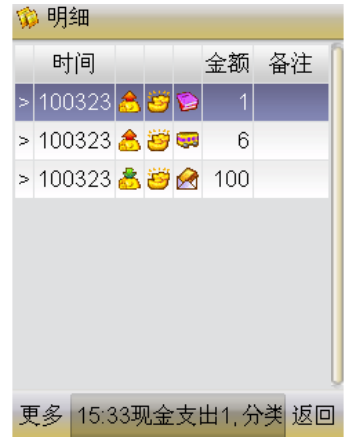 明细
时间 金额 备注
> 100323 1
> 100323 6
> 100323 100
更多 15:33现金支出1,分类 返回